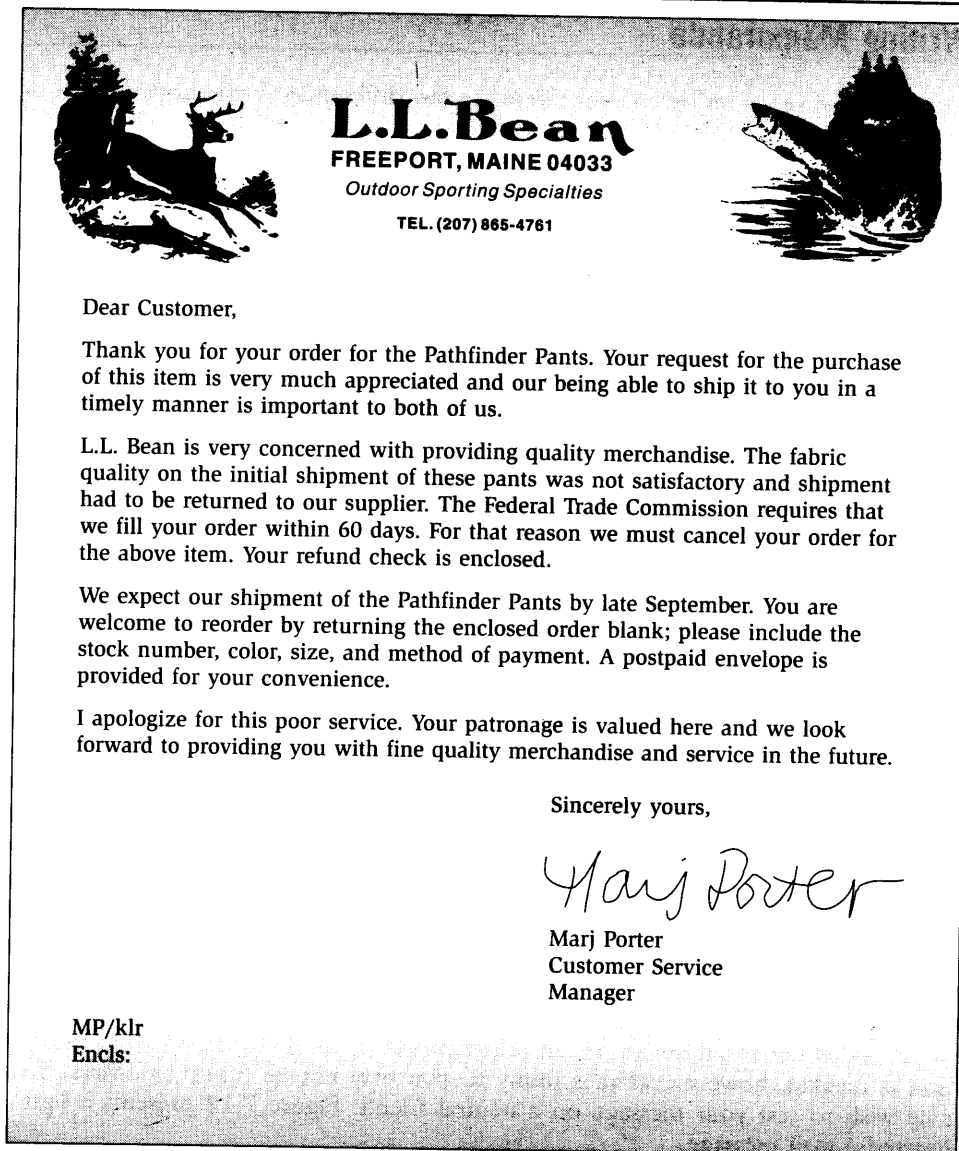 L.L.Bean
FREEPORT, MAINE 04033
Outdoor Sporting Specialties
TEL. (207) 865-4761
Dear Customer,
Thank you for your order for the Pathfinder Pants. Your request for the purchase
of this item is very much appreciated and our being able to ship it to you in a
timely manner is important to both of us.
L.L. Bean is very concerned with providing quality merchandise. The fabric
quality on the initial shipment of these pants was not satisfactory and shipment
had to be returned to our supplier. The Federal Trade Commission requires that
we fill your order within 60 days. For that reason we must cancel your order for
the above item. Your refund check is enclosed.
We expect our shipment of the Pathfinder Pants by late September. You are
welcome to reorder by returning the enclosed order blank; please include the
stock number, color, size, and method of payment. A postpaid envelope is
provided for your convenience.
I apologize for this poor service. Your patronage is valued here and we look
forward to providing you with fine quality merchandise and service in the future.
Sincerely yours,
Marj Porter
Marj Porter
Customer Service
Manager
MP/klr
Encls: